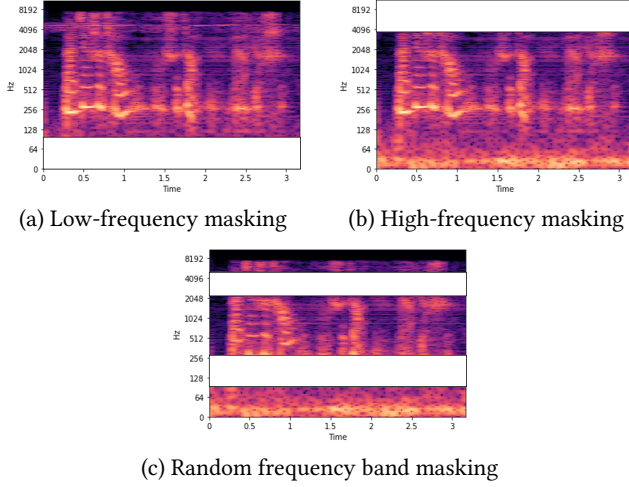 8192
4096
2048
1024
512
256
128
64
0
Hz
0 0.5 1 1.5 2 2.5 3
Time
(a) Low-frequency masking
8192
4096
2048
1024
512
256
128
64
0
Hz
0 0.5 1 1.5 2 2.5 3
Time
(b) High-frequency masking
8192
4096
2048
1024
512
256
128
64
0
Hz
0 0.5 1 1.5 2 2.5 3
Time
(c) Random frequency band masking